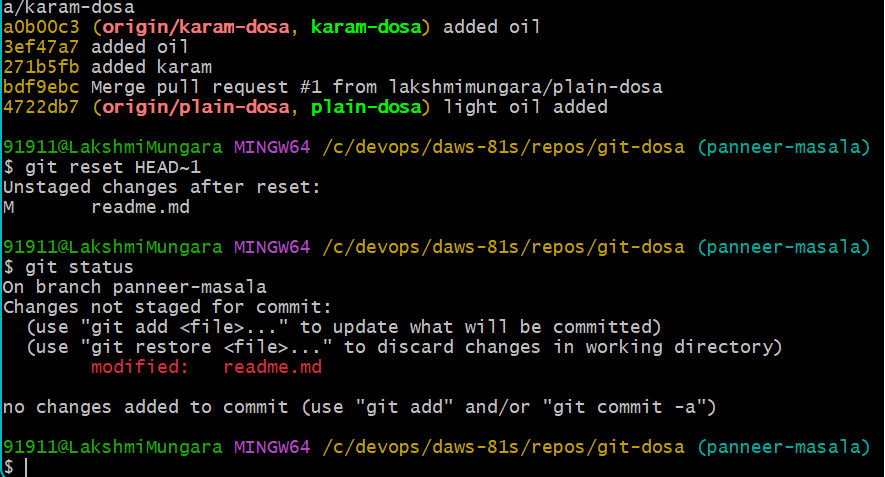 a/karam-dosa
a0b00c3 (origin/karam-dosa, karam-dosa) added oil
3ef47a7 added oil
271b5fb added karam
bdf9ebc Merge pull request #1 from lakshmimungara/plain-dosa
4722db7 (origin/plain-dosa, plain-dosa) light oil added
91911@LakshmiMungara MINGW64 /c/devops/daws-81s/repos/git-dosa (panneer-masala)
$ git reset HEAD~1
Unstaged changes after reset:
M       readme.md
91911@LakshmiMungara MINGW64 /c/devops/daws-81s/repos/git-dosa (panneer-masala)
$ git status
On branch panneer-masala
Changes not staged for commit:
  (use "git add <file>..." to update what will be committed)
  (use "git restore <file>..." to discard changes in working directory)
        modified:   readme.md
no changes added to commit (use "git add" and/or "git commit -a")
91911@LakshmiMungara MINGW64 /c/devops/daws-81s/repos/git-dosa (panneer-masala)
$